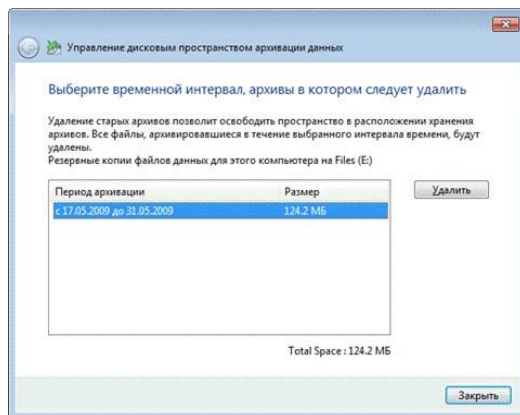 Управление дисковым пространством архивации данных
Выберите временной интервал, архивы в котором следует удалить
Удаление старых архивов позволит освободить пространство в расположении хранения
архивов. Все файлы, архивировавшиеся в течение выбранного интервала времени, будут
удалены.
Резервные копии файлов данных для этого компьютера на Files (E:)
Период архивации Размер
с 17.05.2009 до 31.05.2009 124.2 МБ
Удалить
Total Space : 124.2 МБ
Закрыть